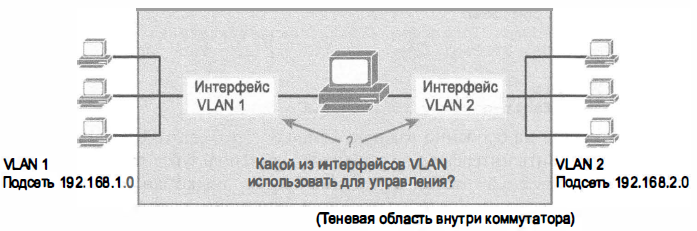 Интерфейс
VLAN 1
Интерфейс
VLAN 2
?
Какой из интерфейсов VLAN
использовать для управления?
VLAN 1
Подсеть 192.168.1.0
VLAN 2
Подсеть 192.168.2.0
(Теневая область внутри коммутатора)